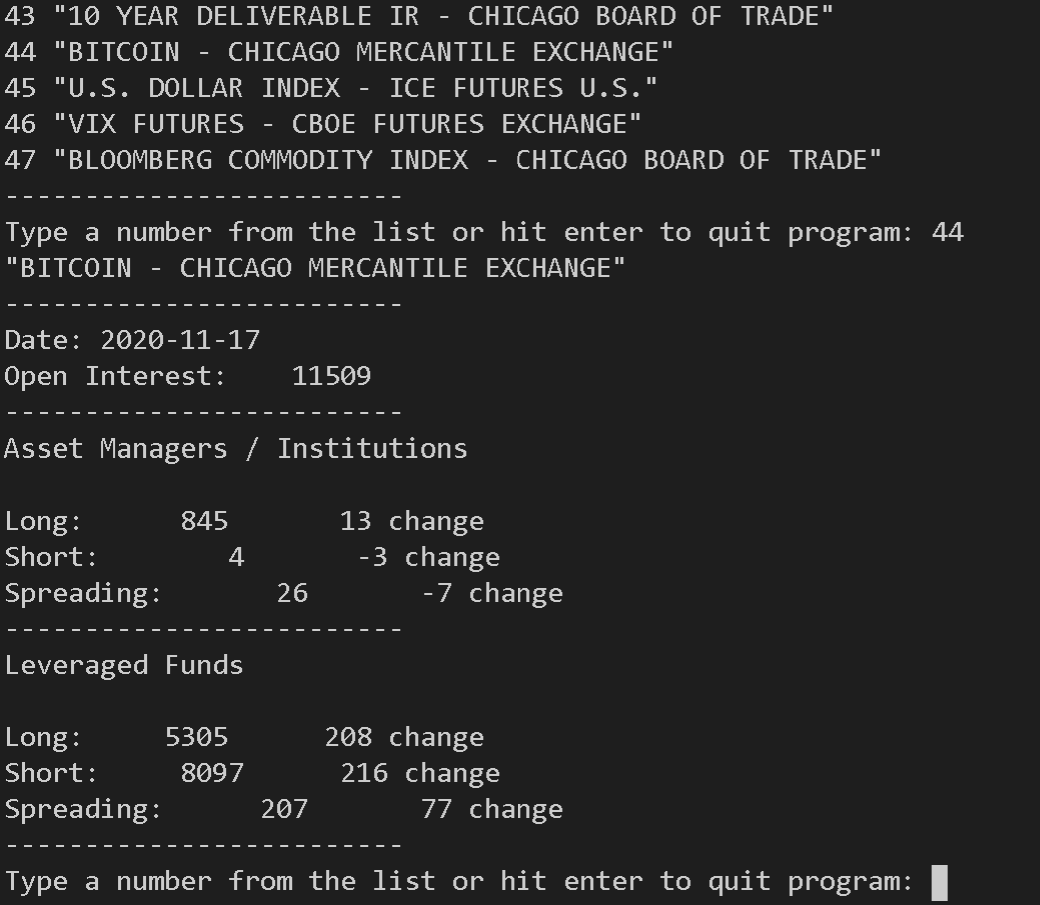 43 "10 YEAR DELIVERABLE IR - CHICAGO BOARD OF TRADE"
44 "BITCOIN - CHICAGO MERCANTILE EXCHANGE"
45 "U.S. DOLLAR INDEX - ICE FUTURES U.S."
46 "VIX FUTURES - CBOE FUTURES EXCHANGE"
47 "BLOOMBERG COMMODITY INDEX - CHICAGO BOARD OF TRADE"
-------------------------
Type a number from the list or hit enter to quit program: 44
"BITCOIN - CHICAGO MERCANTILE EXCHANGE"
-------------------------
Date: 2020-11-17
Open Interest:    11509
-------------------------
Asset Managers / Institutions

Long:      845       13 change
Short:        4       -3 change
Spreading:       26       -7 change
-------------------------
Leveraged Funds

Long:     5305      208 change
Short:     8097      216 change
Spreading:      207       77 change
-------------------------
Type a number from the list or hit enter to quit program: